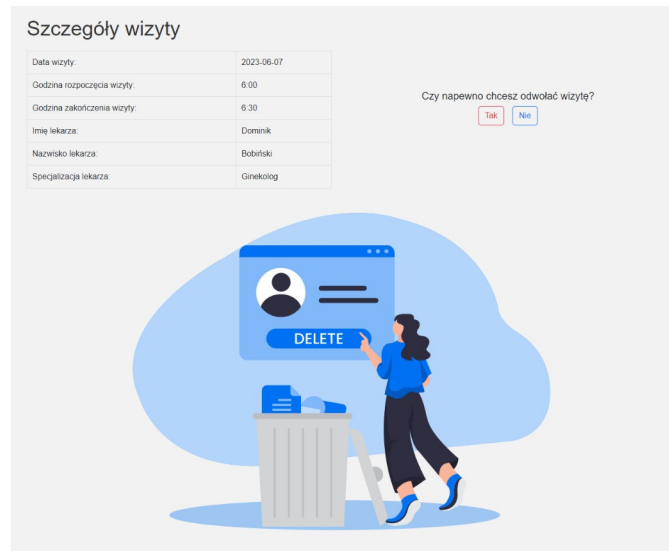 Szczegóły wizyty
Data wizyty: 2023-06-07
Godzina rozpoczęcia wizyty: 6:00
Godzina zakończenia wizyty: 6:30
Imię lekarza: Dominik
Nazwisko lekarza: Bobiński
Specjalizacja lekarza: Ginekolog
Czy napewno chcesz odwołać wizytę?
Tak Nie
DELETE